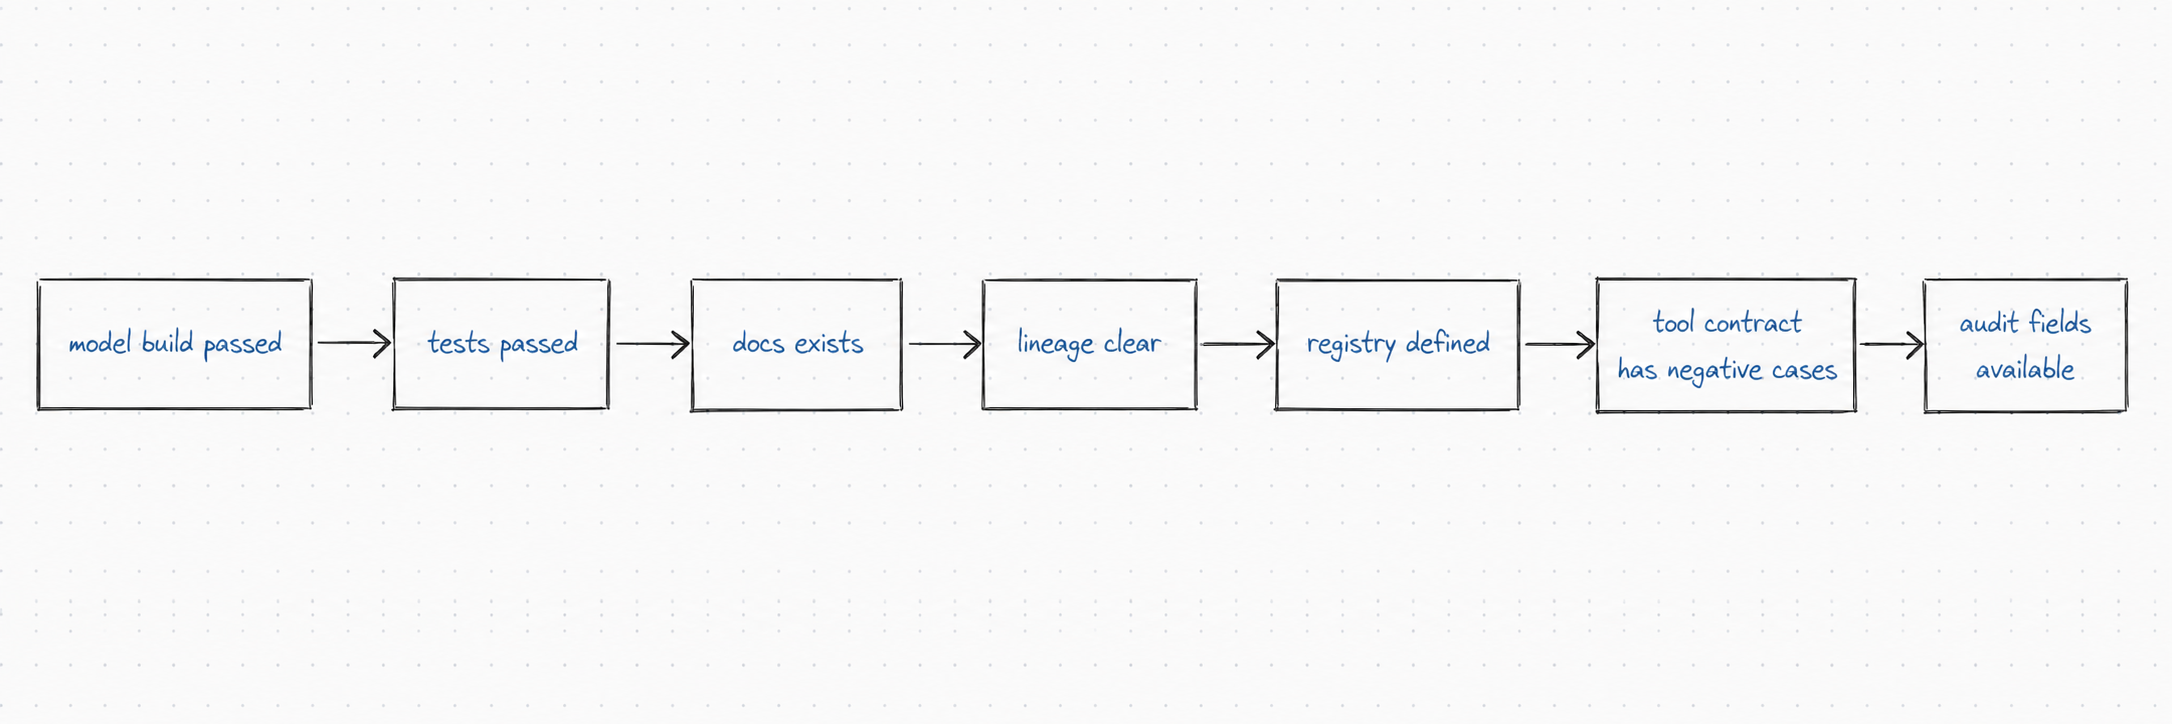 model build passed
tests passed
docs exists
lineage clear
registry defined
tool contract
has negative cases
audit fields
available